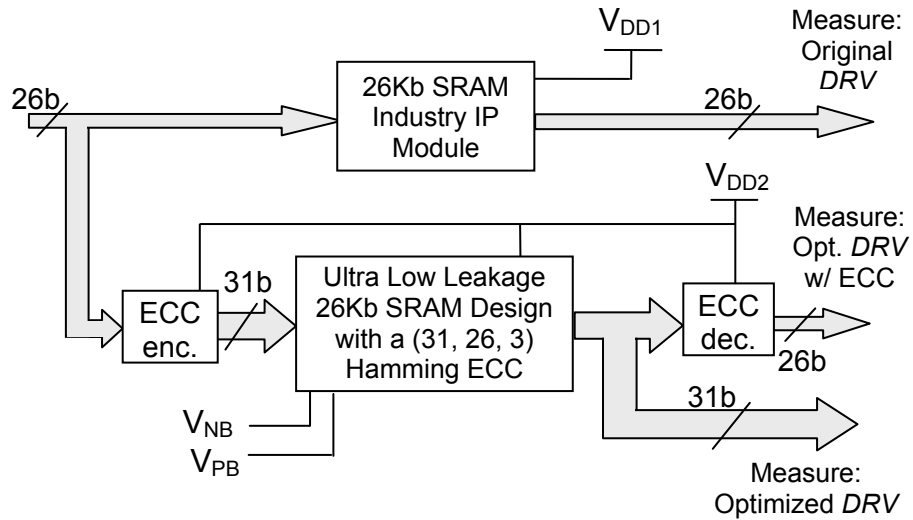 Measure:
Original
DRV
V_DD1
26b
26Kb SRAM
Industry IP
Module
26b
V_DD2
Measure:
Opt. DRV
w/ ECC
31b
ECC
enc.
Ultra Low Leakage
26Kb SRAM Design
with a (31, 26, 3)
Hamming ECC
ECC
dec.
26b
31b
V_NB
V_PB
Measure:
Optimized DRV